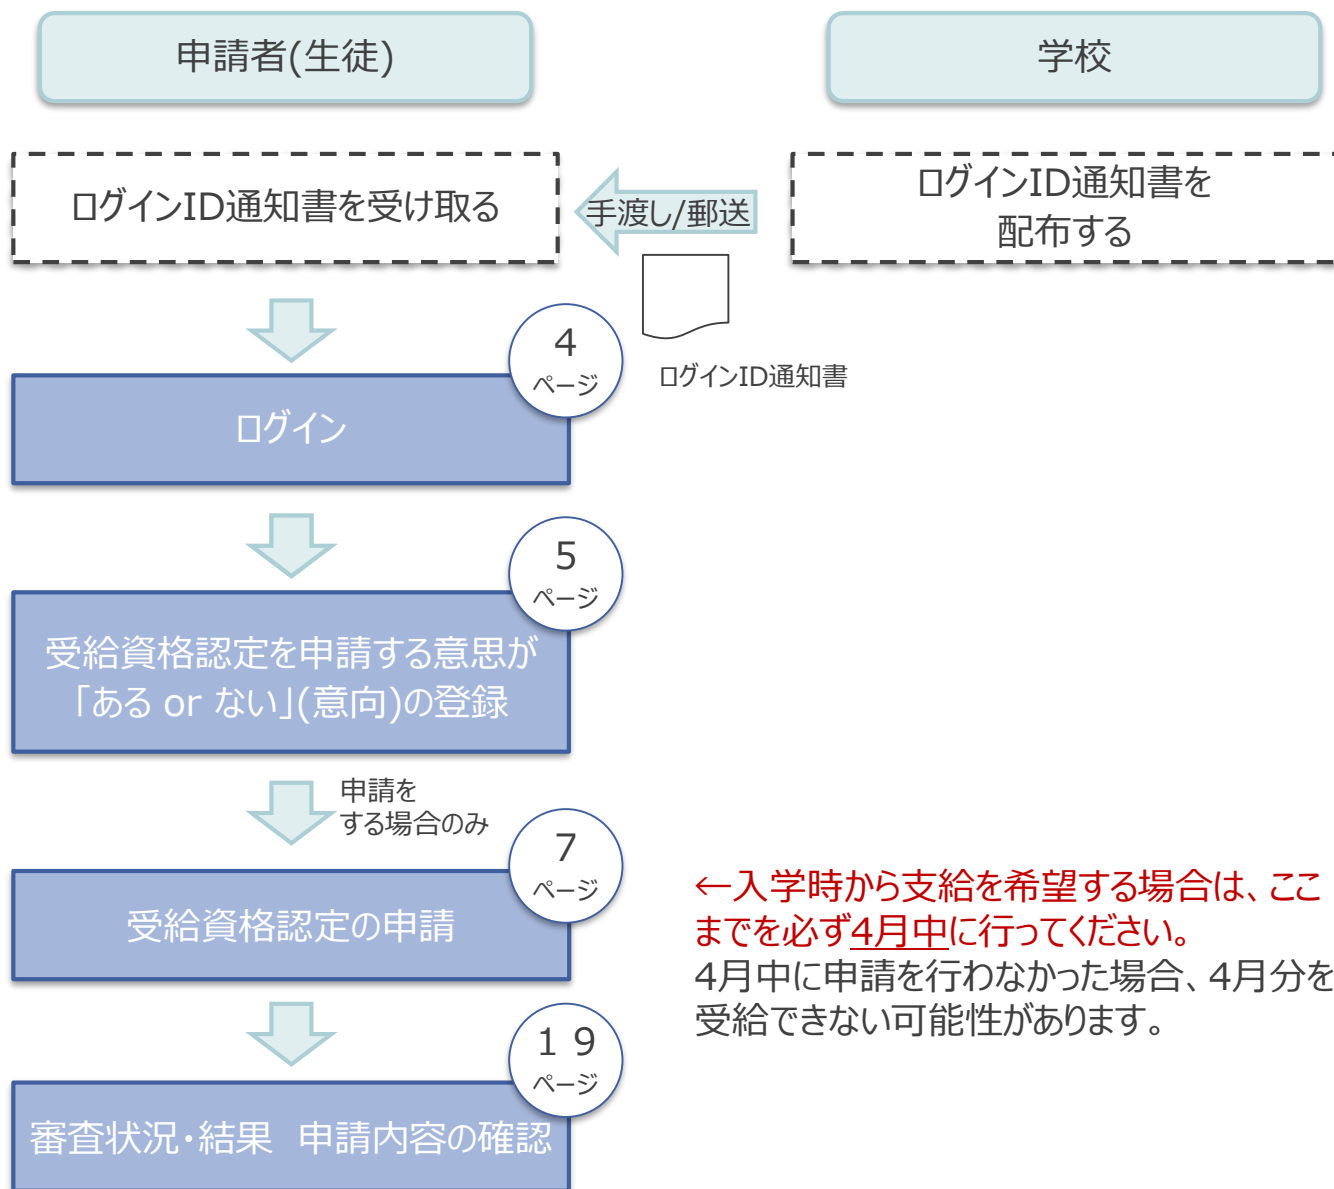 申請者(生徒)
学校
ログインID通知書を受け取る
手渡し/郵送
ログインID通知書を
配布する
ログインID通知書
4
ページ
ログイン
5
ページ
受給資格認定を申請する意思が
「ある or ない」(意向)の登録
申請を
する場合のみ
7
ページ
受給資格認定の申請
←入学時から支給を希望する場合は、ここ
までを必ず4月中に行ってください。
4月中に申請を行わなかった場合、4月分を
受給できない可能性があります。
19
ページ
審査状況・結果　申請内容の確認